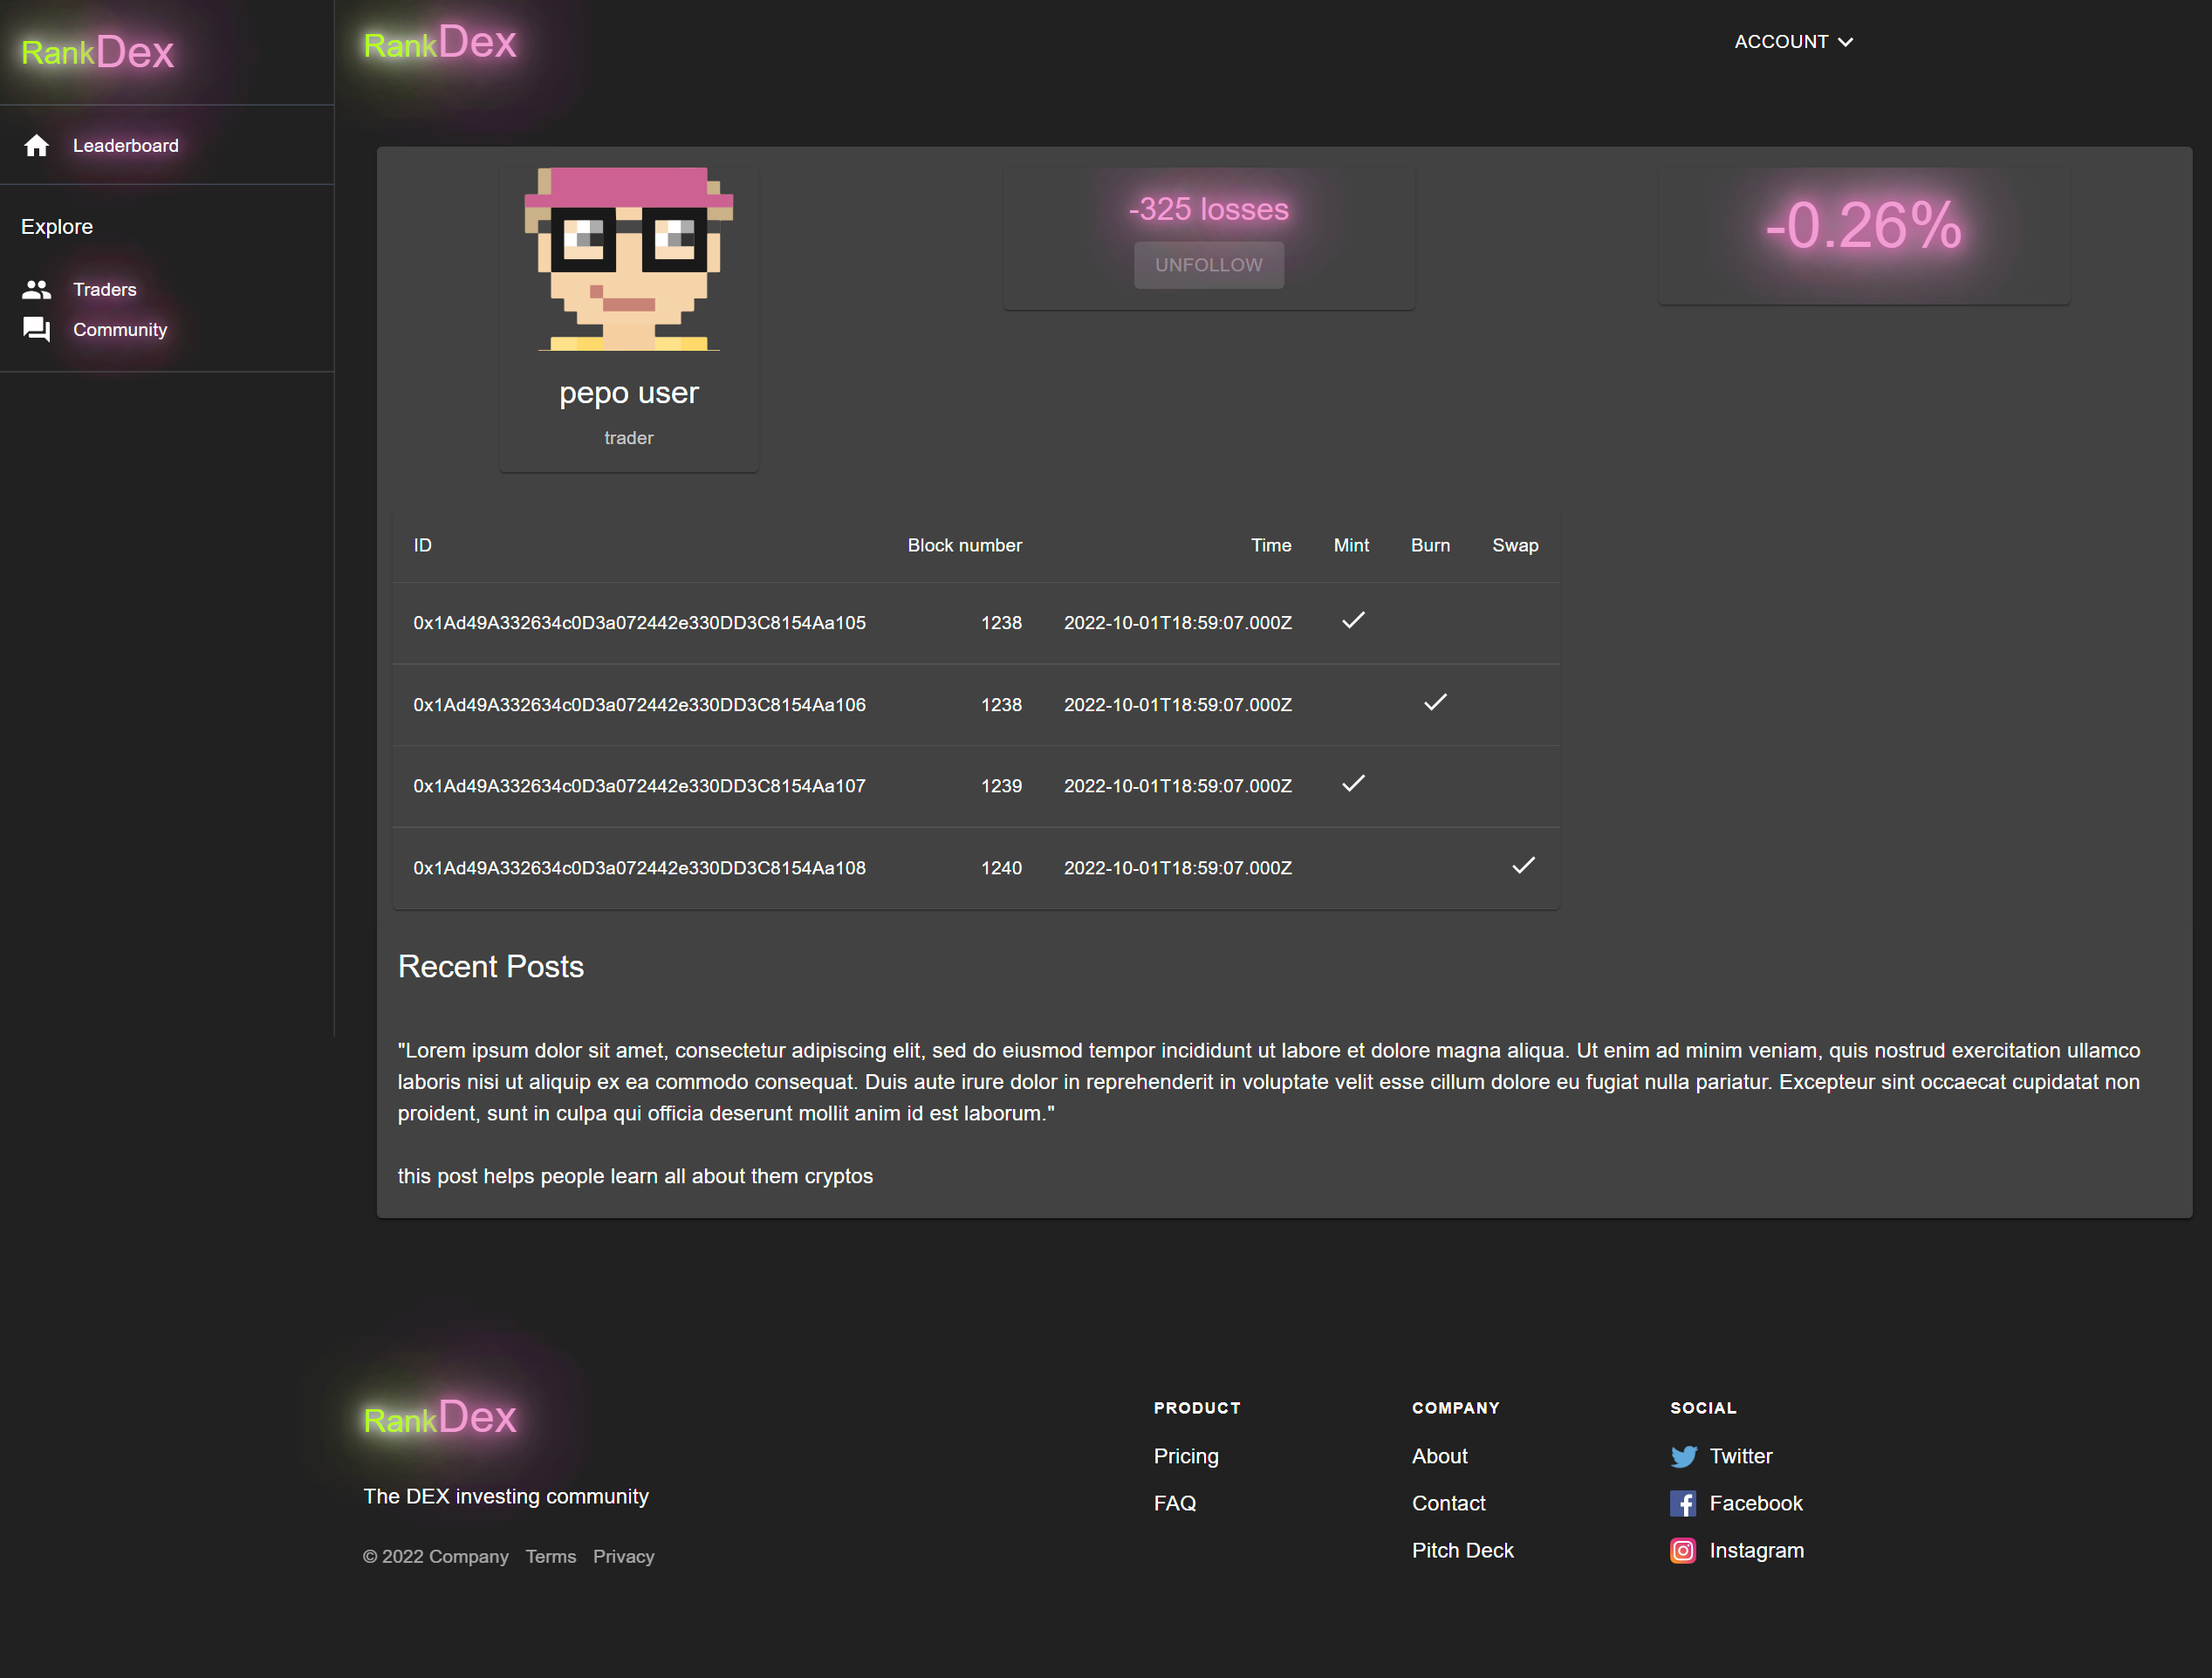 RankDex
Leaderboard
Explore
Traders
Community
RankDex
ACCOUNT
pepo user
trader
-325 losses
UNFOLLOW
-0.26%
ID Block number Time Mint Burn Swap
0x1Ad49A332634c0D3a072442e330DD3C8154Aa105 1238 2022-10-01T18:59:07.000Z
0x1Ad49A332634c0D3a072442e330DD3C8154Aa106 1238 2022-10-01T18:59:07.000Z
0x1Ad49A332634c0D3a072442e330DD3C8154Aa107 1239 2022-10-01T18:59:07.000Z
0x1Ad49A332634c0D3a072442e330DD3C8154Aa108 1240 2022-10-01T18:59:07.000Z
Recent Posts
"Lorem ipsum dolor sit amet, consectetur adipiscing elit, sed do eiusmod tempor incididunt ut labore et dolore magna aliqua. Ut enim ad minim veniam, quis nostrud exercitation ullamco
laboris nisi ut aliquip ex ea commodo consequat. Duis aute irure dolor in reprehenderit in voluptate velit esse cillum dolore eu fugiat nulla pariatur. Excepteur sint occaecat cupidatat non
proident, sunt in culpa qui officia deserunt mollit anim id est laborum."
this post helps people learn all about them cryptos
RankDex
The DEX investing community
© 2022 Company Terms Privacy
PRODUCT
Pricing
FAQ
COMPANY
About
Contact
Pitch Deck
SOCIAL
Twitter
Facebook
Instagram